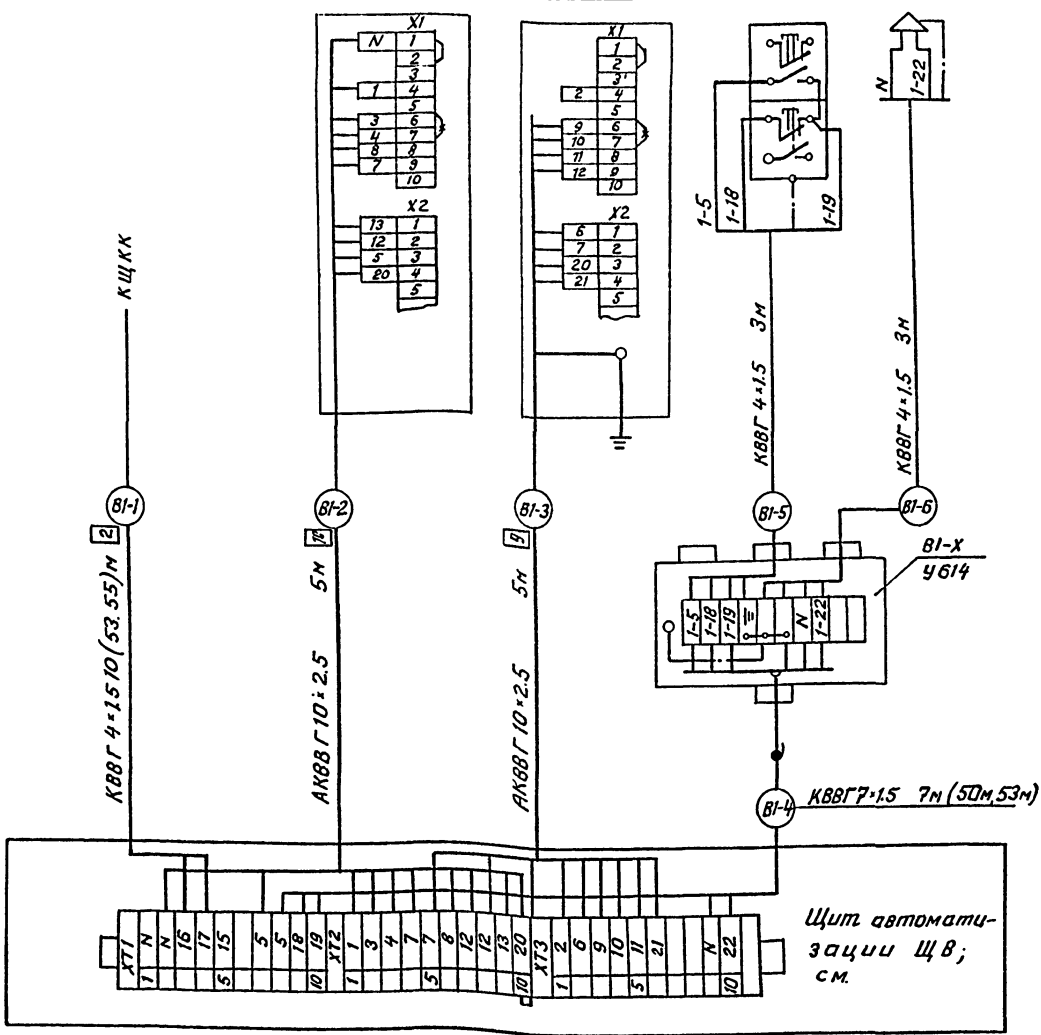 X1
N 1
2
3
1 4
5
3 6
4 7
8 8
7 9
10
X2
13 1
12 2
5 3
20 4
5
X1
1
2
3
2 4
5
9 6
10 7
11 8
12 9
10
X2
6 1
7 2
20 3
21 4
5
1-5
1-18
1-19
N
1-22
КЩКК
КВВГ 4×1.5 3м
КВВГ 4×1.5 3м
В1-1
В1-2
В1-3
В1-5
В1-6
2
9
В1-Х
У614
1-5
1-18
1-19
N
1-22
КВВГ 4×1.5 10 (53, 55) м
АКВВГ 10×2.5 5м
АКВВГ 10×2.5 5м
В1-4
КВВГ 7×1.5 7м (50м, 53м)
Щит автомати-
зации ЩВ;
см.
XT1 N N 16 17 15 5 5 18 19 XT2 1 3 4 7 7 8 12 12 13 20 XT3 2 6 9 10 11 21 N 22
1 5 10 1 5 10 1 5 10